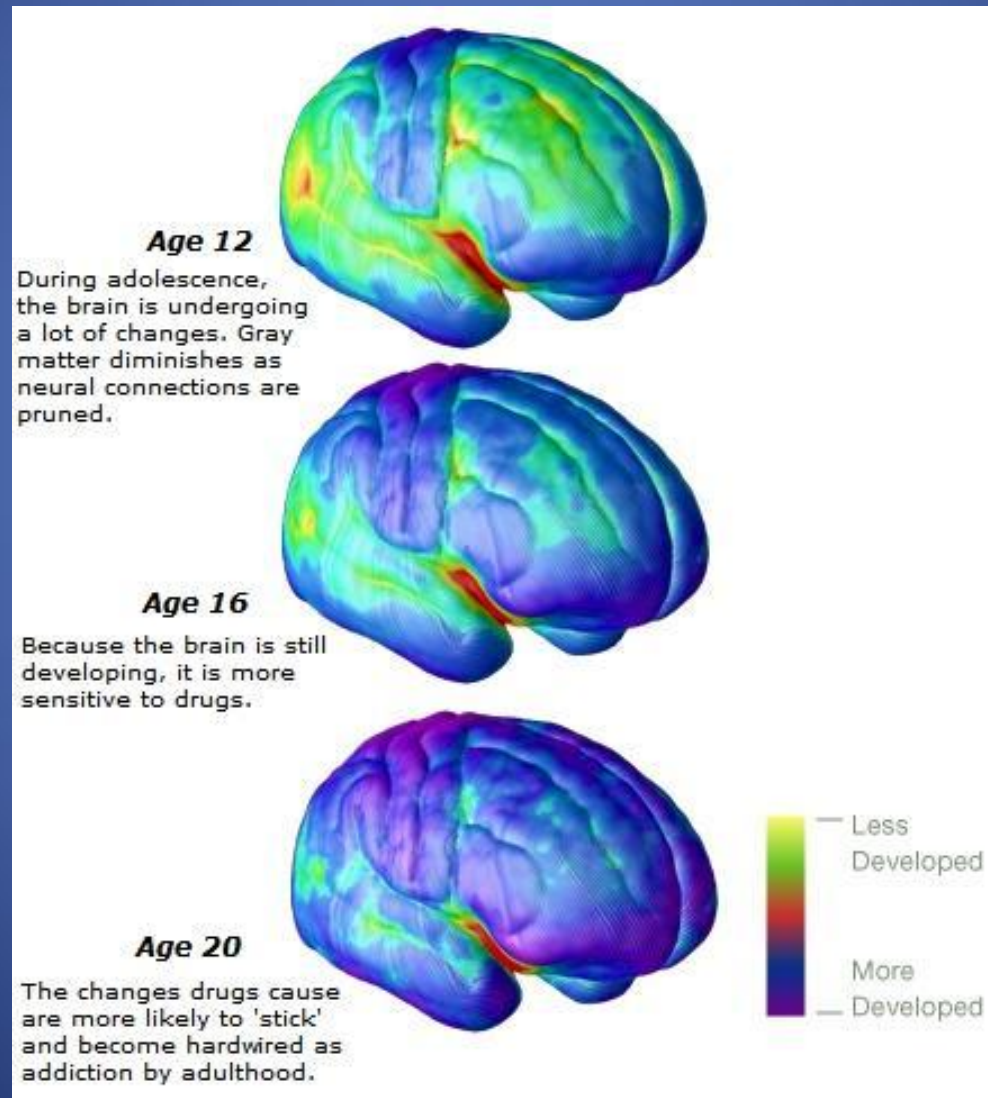 Age 12
During adolescence,
the brain is undergoing
a lot of changes. Gray
matter diminishes as
neural connections are
pruned.
Age 16
Because the brain is still
developing, it is more
sensitive to drugs.
Age 20
The changes drugs cause
are more likely to 'stick'
and become hardwired as
addiction by adulthood.
Less
Developed
More
Developed